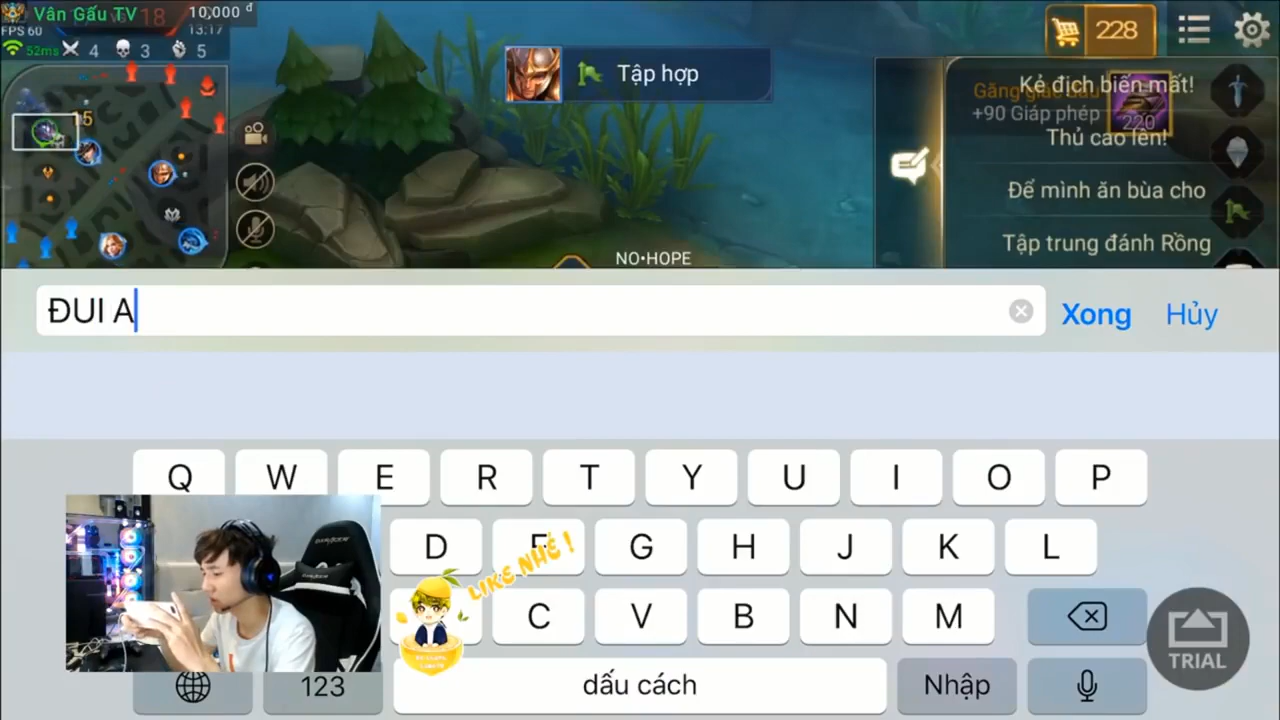 Vân Gấu TV
18
10,000 đ
FPS 60
13:17
52ms
4
3
5
15
Tập hợp
228
Kẻ địch biến mất!
+90 Giáp phép
220
Thủ cao lên!
Để mình ăn bùa cho
Tập trung đánh Rồng
NO•HOPE
ĐUI A
Xong
Hủy
Q W E R T Y U I O P
D F G H J K L
LIKE NHÉ !
C V B N M
TRIAL
123
dấu cách
Nhập